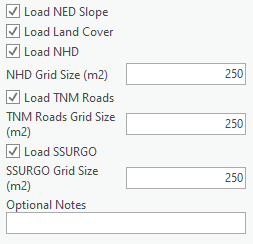 Load NED Slope
Load Land Cover
Load NHD
NHD Grid Size (m2) 250
Load TNM Roads
TNM Roads Grid Size
(m2) 250
Load SSURGO
SSURGO Grid Size
(m2) 250
Optional Notes